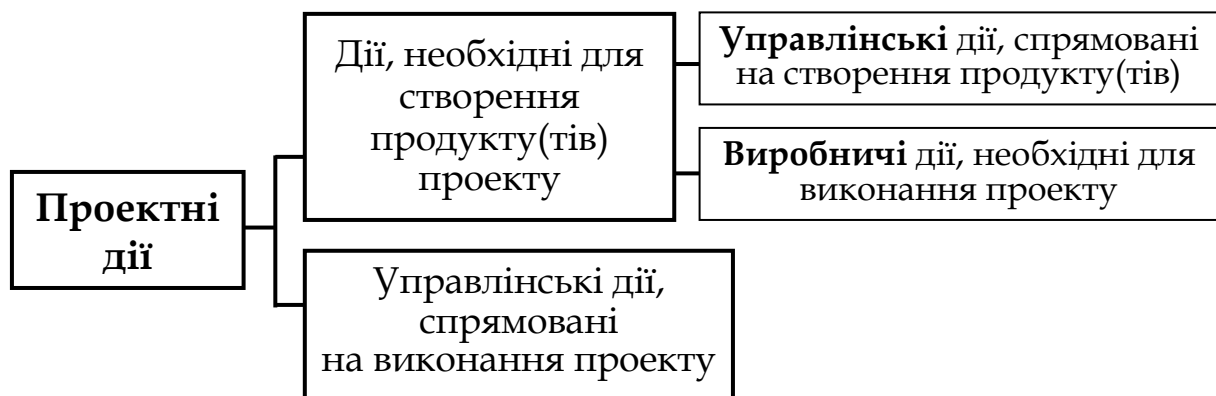 Проектні
дії
Дії, необхідні для
створення
продукту(тів)
проекту
Управлінські дії, спрямовані
на створення продукту(тів)
Виробничі дії, необхідні для
виконання проекту
Управлінські дії,
спрямовані
на виконання проекту